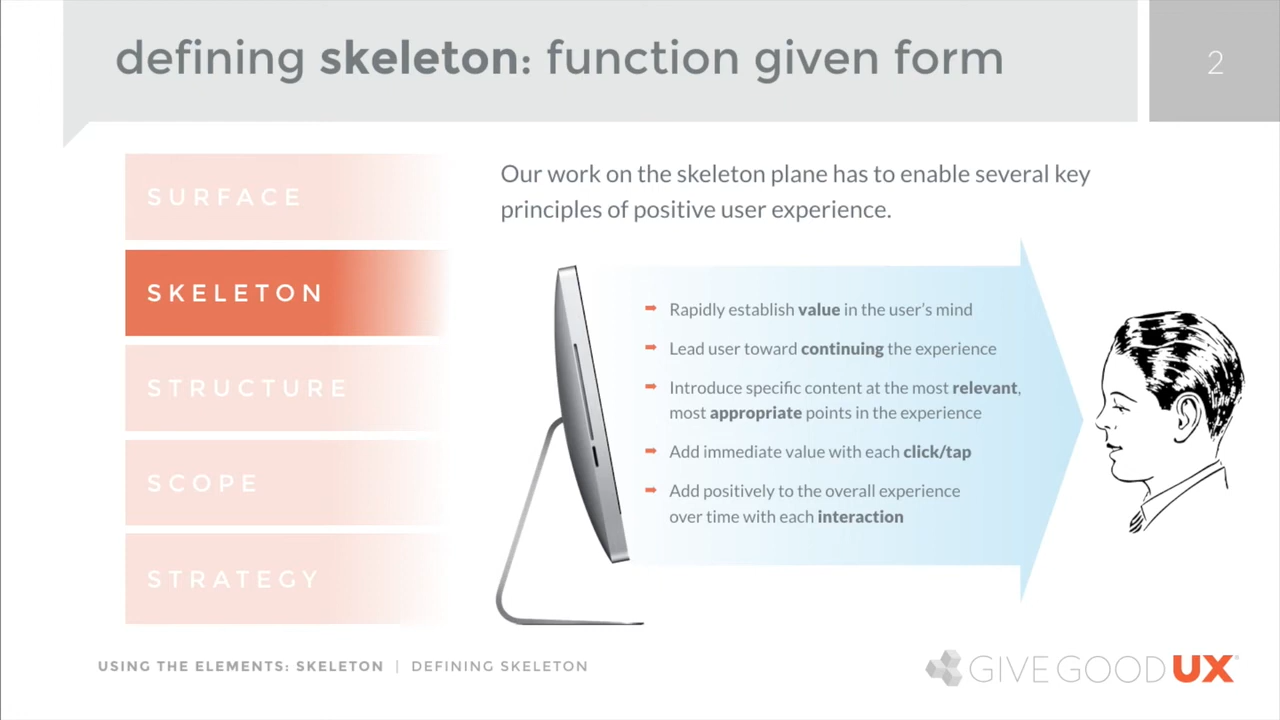 defining skeleton: function given form
2
SURFACE
SKELETON
STRUCTURE
SCOPE
STRATEGY
Our work on the skeleton plane has to enable several key
principles of positive user experience.
Rapidly establish value in the user's mind
Lead user toward continuing the experience
Introduce specific content at the most relevant,
most appropriate points in the experience
Add immediate value with each click/tap
Add positively to the overall experience
over time with each interaction
USING THE ELEMENTS: SKELETON | DEFINING SKELETON
GIVE GOOD UX